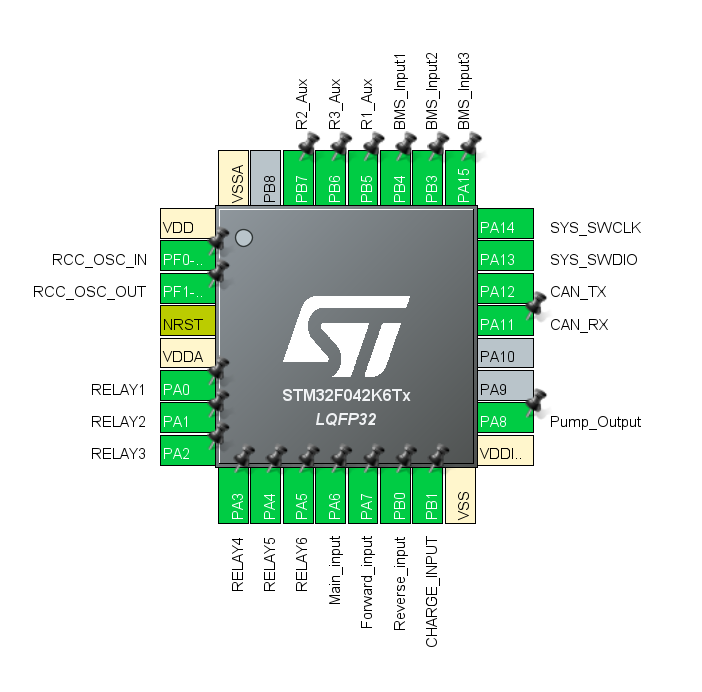 R2_Aux
R3_Aux
R1_Aux
BMS_Input1
BMS_Input2
BMS_Input3
VSSA
PB8
PB7
PB6
PB5
PB4
PB3
PA15
VDD
RCC_OSC_IN PF0-..
RCC_OSC_OUT PF1-..
NRST
VDDA
RELAY1 PA0
RELAY2 PA1
RELAY3 PA2
ST
STM32F042K6Tx
LQFP32
PA14 SYS_SWCLK
PA13 SYS_SWDIO
PA12 CAN_TX
PA11 CAN_RX
PA10
PA9
PA8 Pump_Output
VDDI..
PA3
PA4
PA5
PA6
PA7
PB0
PB1
VSS
RELAY4
RELAY5
RELAY6
Main_input
Forward_input
Reverse_input
CHARGE_INPUT